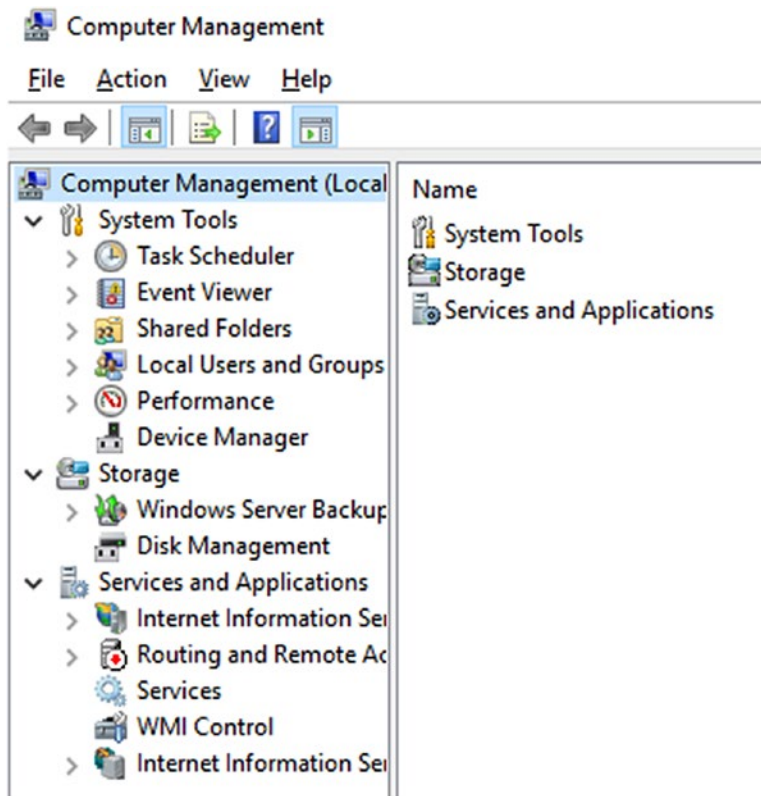 Computer Management
File Action View Help
Computer Management (Local
Name
System Tools
Task Scheduler
Event Viewer
Shared Folders
Local Users and Groups
Performance
Device Manager
Storage
Windows Server Backup
Disk Management
Services and Applications
Internet Information Ser
Routing and Remote Ac
Services
WMI Control
Internet Information Ser
System Tools
Storage
Services and Applications